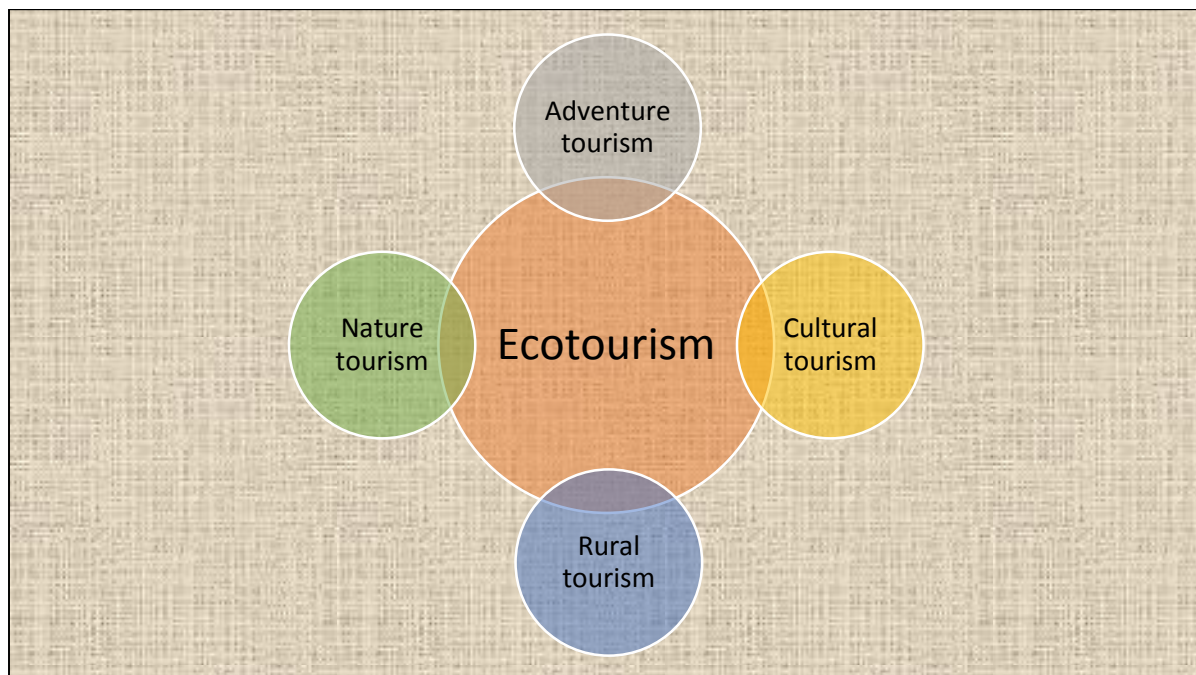 Adventure
tourism
Nature
tourism
Ecotourism
Cultural
tourism
Rural
tourism